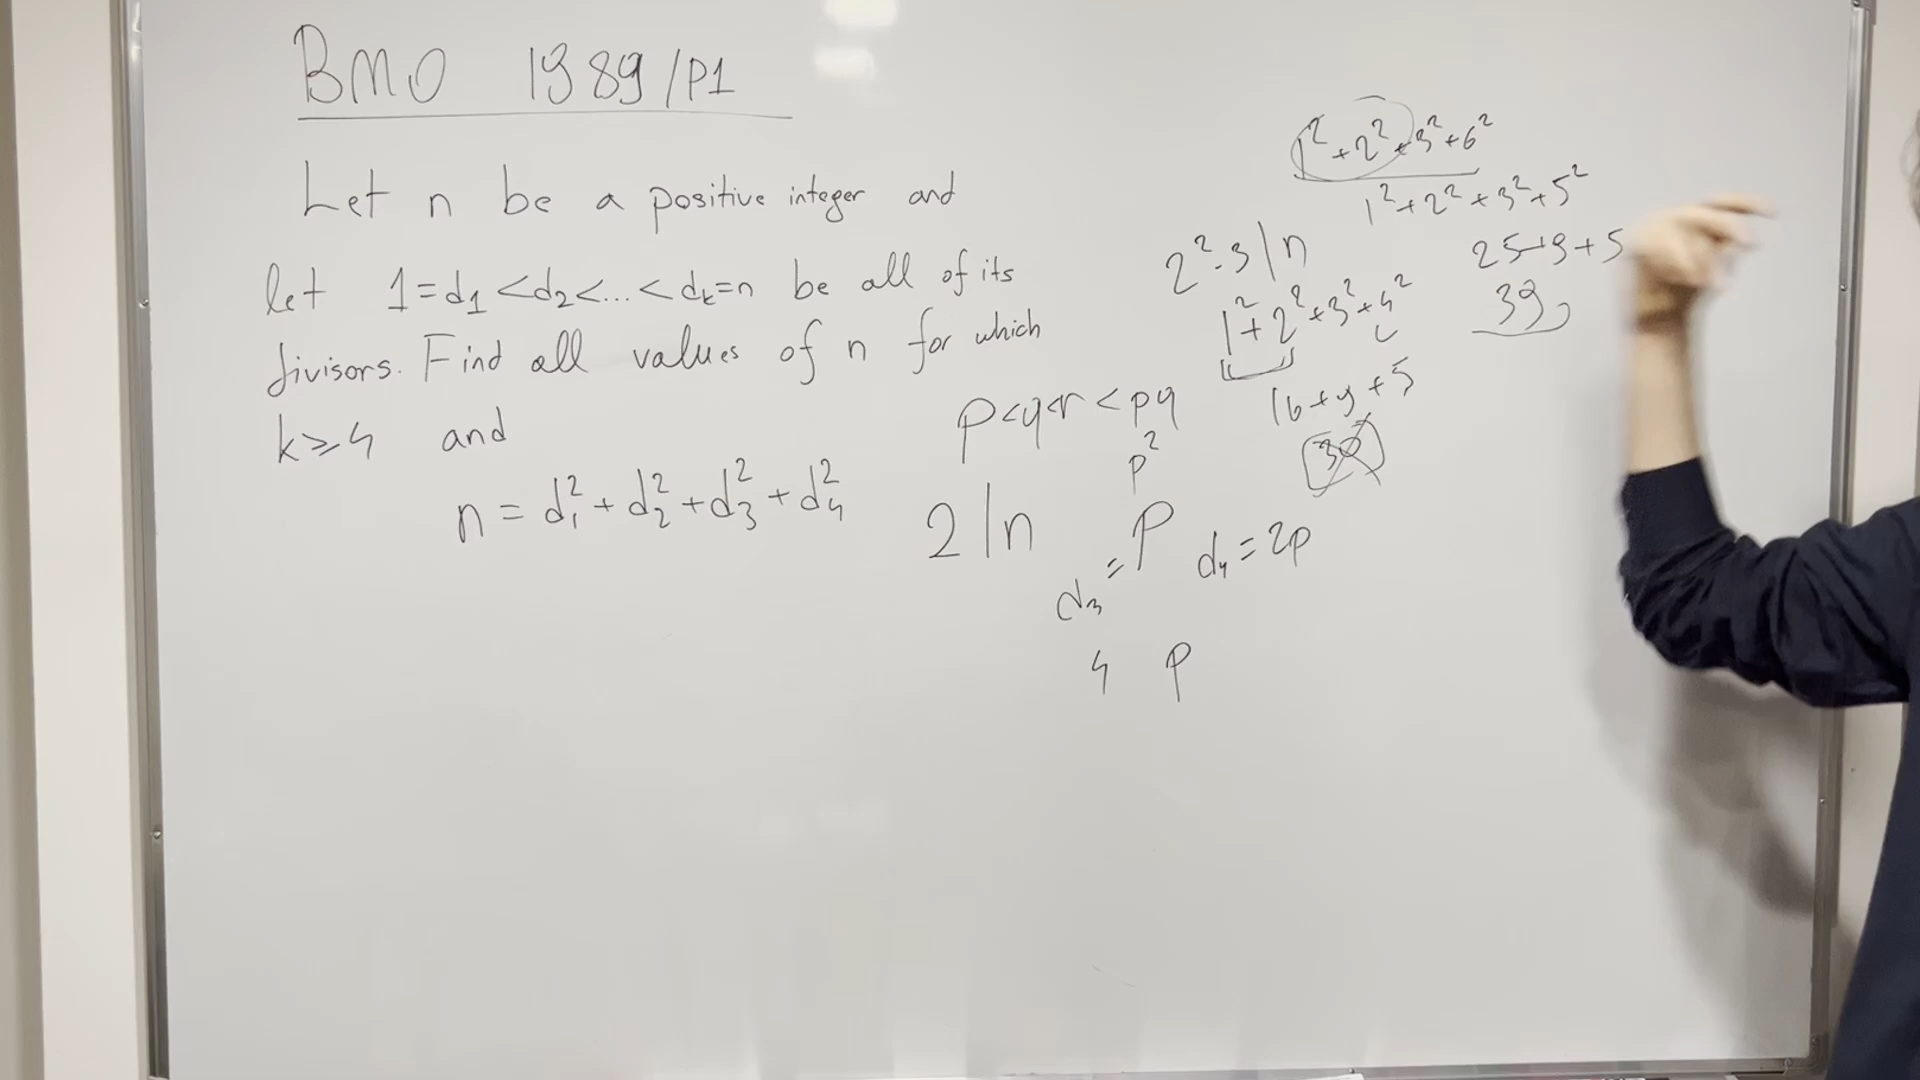 BMO 1989/P1
Let n be a positive integer and
let 1=d₁<d₂<...<dₖ=n be all of its
divisors. Find all values of n for which
k≥4 and
n = d₁² + d₂² + d₃² + d₄²
p<q<r<pq
p²
2|n
d₃ = p d₄ = 2p
4 p
1²+2²+3²+6²
1²+2²+3²+5²
25+9+5
39
2²·3|n
1²+2²+3²+4²
16+9+5
30